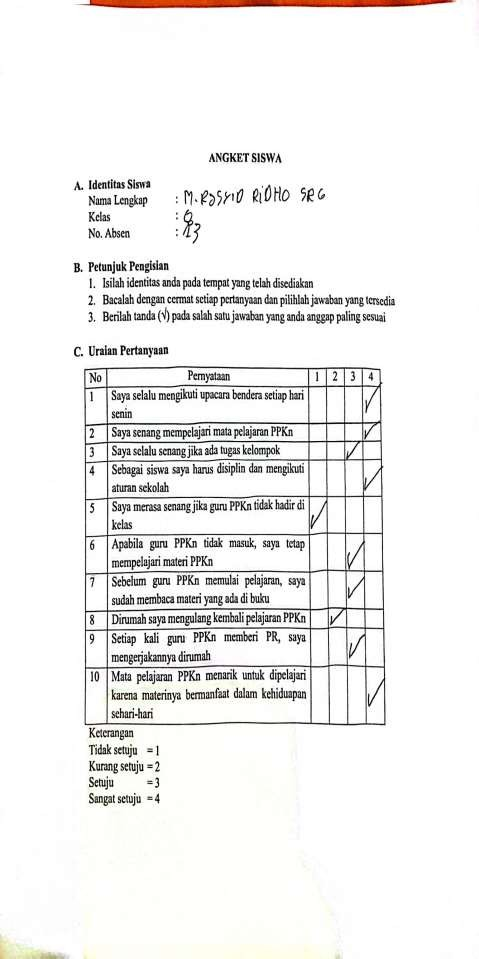 ANGKET SISWA
A. Identitas Siswa
Nama Lengkap : M. RASYID RIDHO SRG
Kelas : 8
No. Absen : 23
B. Petunjuk Pengisian
1. Isilah identitas anda pada tempat yang telah disediakan
2. Bacalah dengan cermat setiap pertanyaan dan pilihlah jawaban yang tersedia
3. Berilah tanda (√) pada salah satu jawaban yang anda anggap paling sesuai
C. Uraian Pertanyaan
No Pernyataan 1 2 3 4
1 Saya selalu mengikuti upacara bendera setiap hari
senin ✓
2 Saya senang mempelajari mata pelajaran PPKn ✓
3 Saya selalu senang jika ada tugas kelompok ✓
4 Sebagai siswa saya harus disiplin dan mengikuti
aturan sekolah ✓
5 Saya merasa senang jika guru PPKn tidak hadir di
kelas ✓
6 Apabila guru PPKn tidak masuk, saya tetap
mempelajari materi PPKn ✓
7 Sebelum guru PPKn memulai pelajaran, saya
sudah membaca materi yang ada di buku ✓
8 Dirumah saya mengulang kembali pelajaran PPKn ✓
9 Setiap kali guru PPKn memberi PR, saya
mengerjakannya dirumah ✓
10 Mata pelajaran PPKn menarik untuk dipelajari
karena materinya bermanfaat dalam kehiduapan
sehari-hari ✓
Keterangan
Tidak setuju = 1
Kurang setuju = 2
Setuju = 3
Sangat setuju = 4